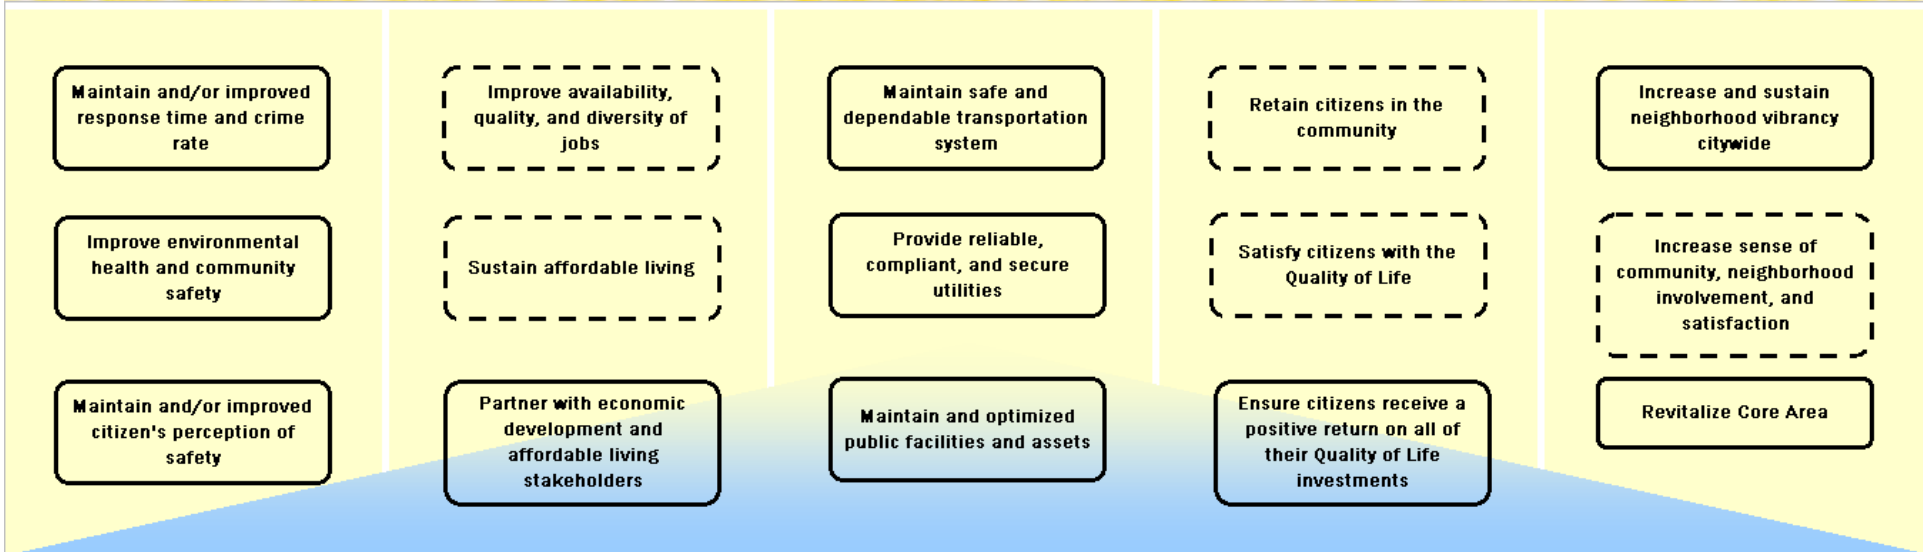 Maintain and/or improved
response time and crime
rate
Improve availability,
quality, and diversity of
jobs
Maintain safe and
dependable transportation
system
Retain citizens in the
community
Increase and sustain
neighborhood vibrancy
citywide
Improve environmental
health and community
safety
Sustain affordable living
Provide reliable,
compliant, and secure
utilities
Satisfy citizens with the
Quality of Life
Increase sense of
community, neighborhood
involvement, and
satisfaction
Maintain and/or improved
citizen's perception of
safety
Partner with economic
development and
affordable living
stakeholders
Maintain and optimized
public facilities and assets
Ensure citizens receive a
positive return on all of
their Quality of Life
investments
Revitalize Core Area